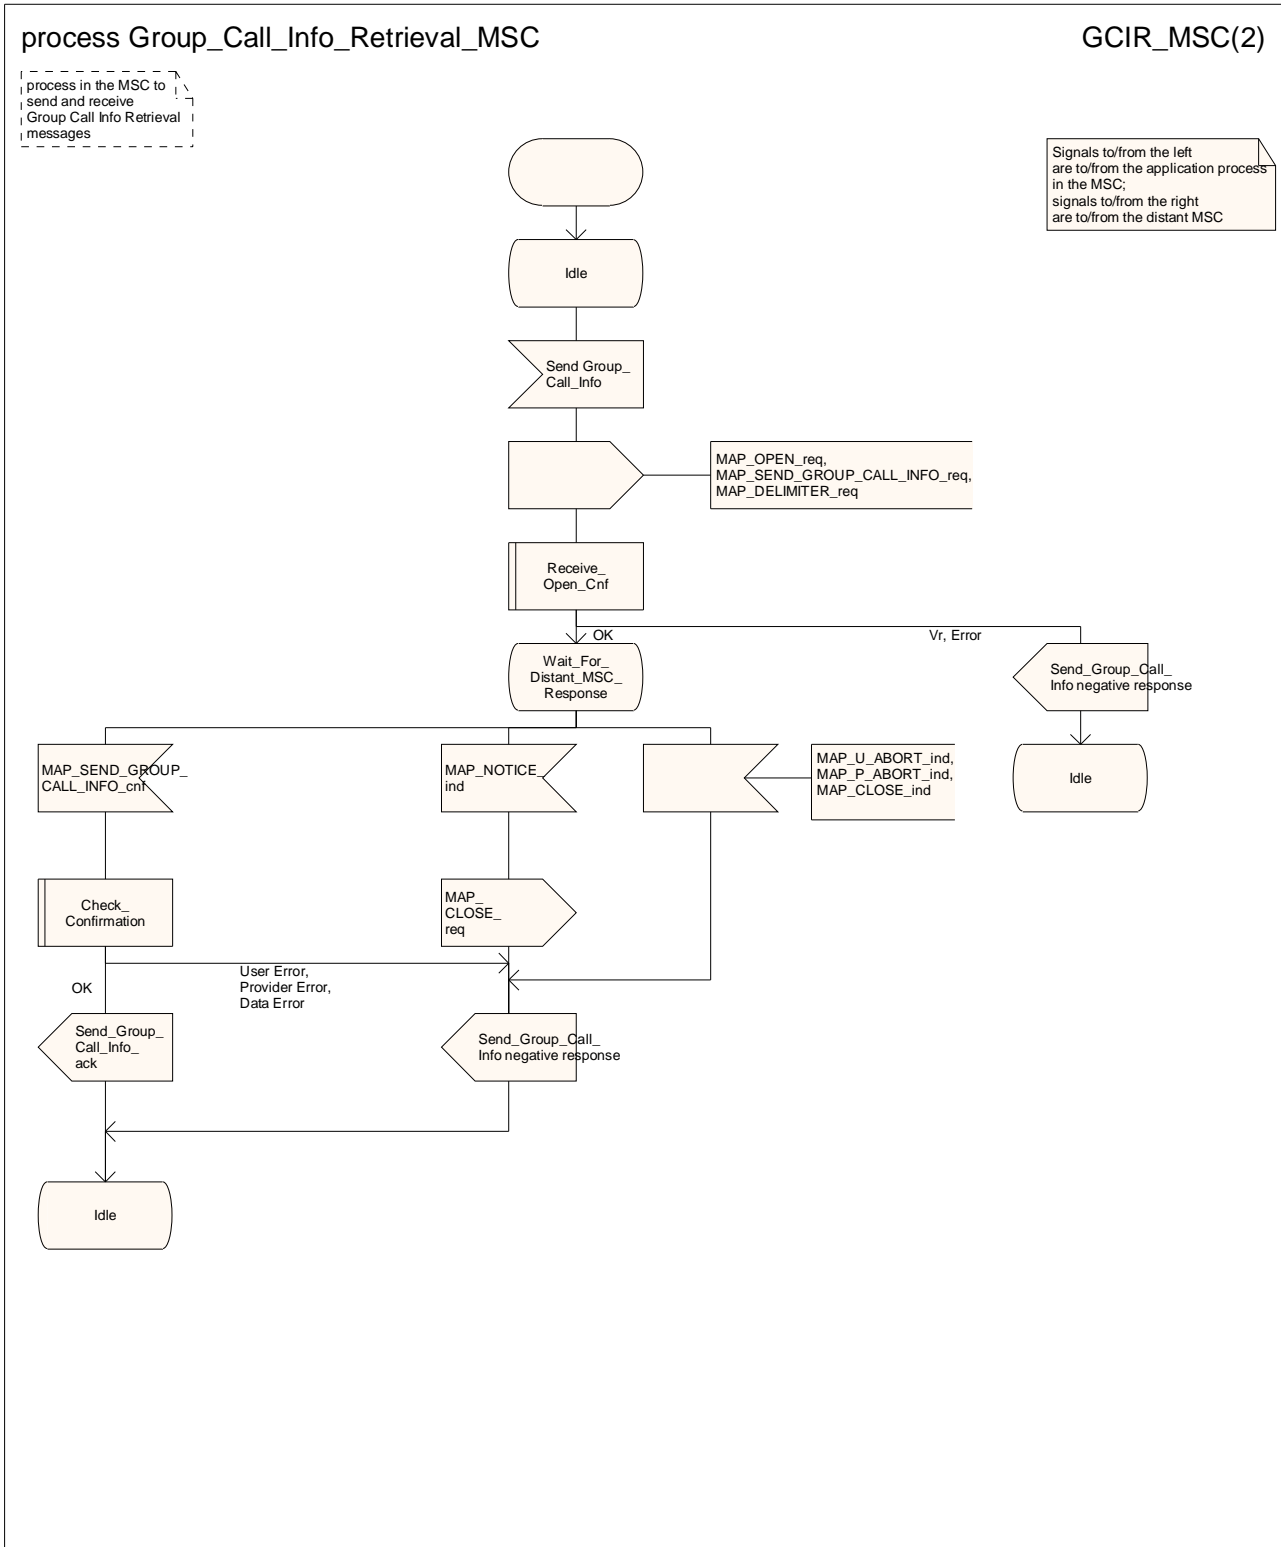 process Group_Call_Info_Retrieval_MSC
GCIR_MSC(2)
process in the MSC to
send and receive
Group Call Info Retrieval
messages
Signals to/from the left
are to/from the application process
in the MSC;
signals to/from the right
are to/from the distant MSC
Idle
Send Group_
Call_Info
MAP_OPEN_req,
MAP_SEND_GROUP_CALL_INFO_req,
MAP_DELIMITER_req
Receive_
Open_Cnf
OK
Vr, Error
Wait_For_
Distant_MSC_
Response
Send_Group_Call_
Info negative response
MAP_SEND_GROUP_
CALL_INFO_cnf
MAP_NOTICE_
ind
MAP_U_ABORT_ind,
MAP_P_ABORT_ind,
MAP_CLOSE_ind
Idle
Check_
Confirmation
MAP_
CLOSE_
req
User Error,
Provider Error,
Data Error
OK
Send_Group_
Call_Info_
ack
Send_Group_Call_
Info negative response
Idle